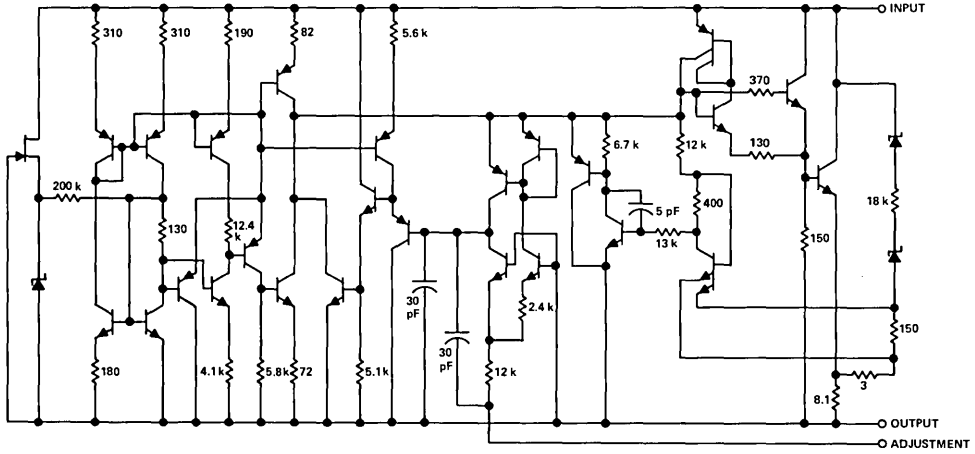 INPUT
310
310
190
82
5.6 k
370
6.7 k
12 k
130
200 k
5 pF
400
18 k
130
12.4
k
13 k
150
30
pF
2.4 k
150
30
pF
180
4.1 k
5.8 k
72
5.1 k
12 k
3
8.1
OUTPUT
ADJUSTMENT